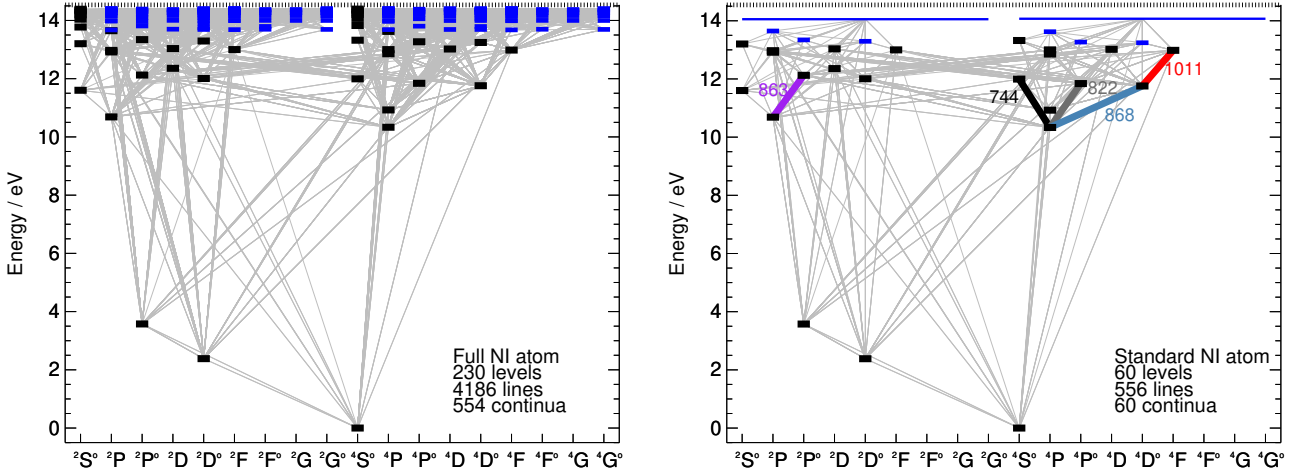 14
12
10
8
6
4
2
0
Energy / eV
Full NI atom
230 levels
4186 lines
554 continua
²Sᵒ ²P ²Pᵒ ²D ²Dᵒ ²F ²Fᵒ ²G ²Gᵒ ⁴Sᵒ ⁴P ⁴Pᵒ ⁴D ⁴Dᵒ ⁴F ⁴Fᵒ ⁴G ⁴Gᵒ
14
12
10
8
6
4
2
0
Energy / eV
863
744
822
868
1011
Standard NI atom
60 levels
556 lines
60 continua
²Sᵒ ²P ²Pᵒ ²D ²Dᵒ ²F ²Fᵒ ²G ²Gᵒ ⁴Sᵒ ⁴P ⁴Pᵒ ⁴D ⁴Dᵒ ⁴F ⁴Fᵒ ⁴G ⁴Gᵒ